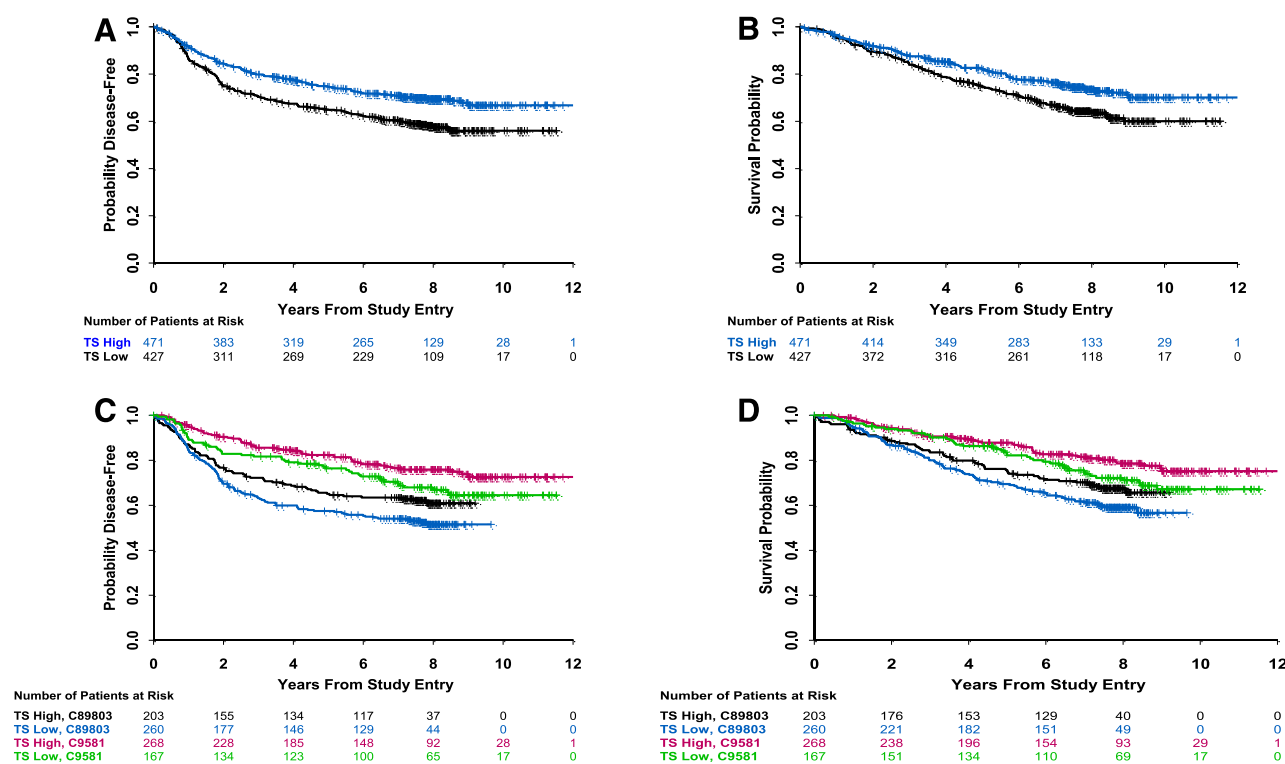 A
Probability Disease-Free
1.0
0.8
0.6
0.4
0.2
0.0
0 2 4 6 8 10 12
Years From Study Entry
Number of Patients at Risk
TS High 471 383 319 265 129 28 1
TS Low 427 311 269 229 109 17 0
B
Survival Probability
1.0
0.8
0.6
0.4
0.2
0.0
0 2 4 6 8 10 12
Years From Study Entry
Number of Patients at Risk
TS High 471 414 349 283 133 29 1
TS Low 427 372 316 261 118 17 0
C
Probability Disease-Free
1.0
0.8
0.6
0.4
0.2
0.0
0 2 4 6 8 10 12
Years From Study Entry
Number of Patients at Risk
TS High, C89803 203 155 134 117 37 0 0
TS Low, C89803 260 177 146 129 44 0 0
TS High, C9581 268 228 185 148 92 28 1
TS Low, C9581 167 134 123 100 65 17 0
D
Survival Probability
1.0
0.8
0.6
0.4
0.2
0.0
0 2 4 6 8 10 12
Years From Study Entry
Number of Patients at Risk
TS High, C89803 203 176 153 129 40 0 0
TS Low, C89803 260 221 182 151 49 0 0
TS High, C9581 268 238 196 154 93 29 1
TS Low, C9581 167 151 134 110 69 17 0